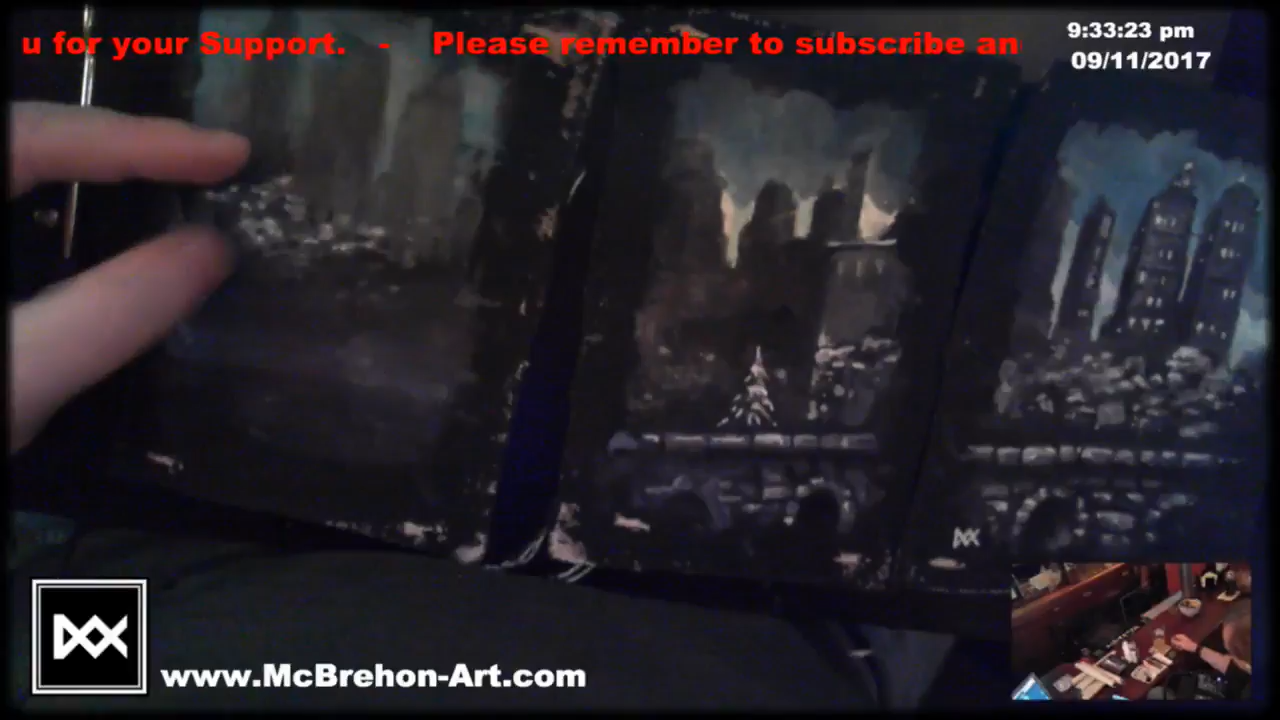 u for your Support. - Please remember to subscribe an
9:33:23 pm
09/11/2017
www.McBrehon-Art.com